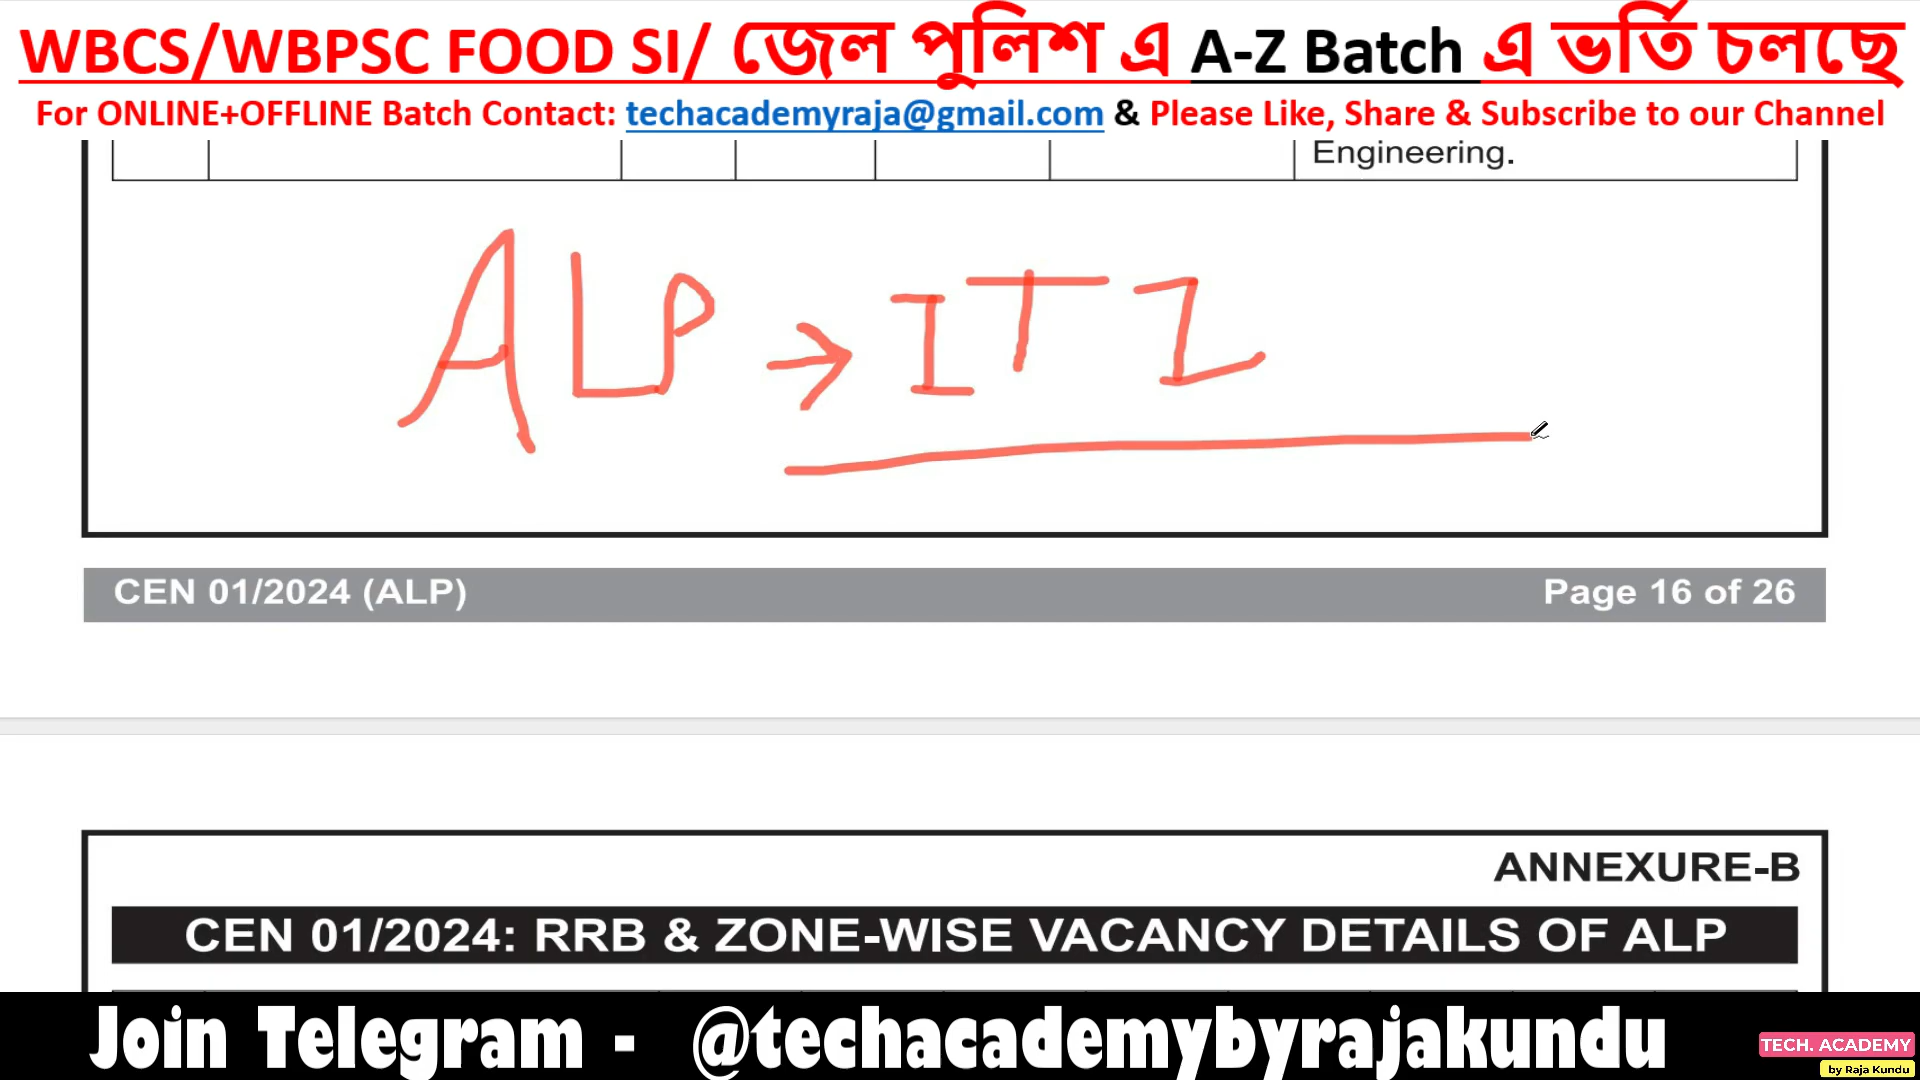 WBCS/WBPSC FOOD SI/ জেল পুলিশ এ A-Z Batch এ ভর্তি চলছে
For ONLINE+OFFLINE Batch Contact: techacademyraja@gmail.com & Please Like, Share & Subscribe to our Channel
Engineering.
ALP → ITI
CEN 01/2024 (ALP) Page 16 of 26
ANNEXURE-B
CEN 01/2024: RRB & ZONE-WISE VACANCY DETAILS OF ALP
Join Telegram - @techacademybyrajakundu
TECH. ACADEMY
by Raja Kundu